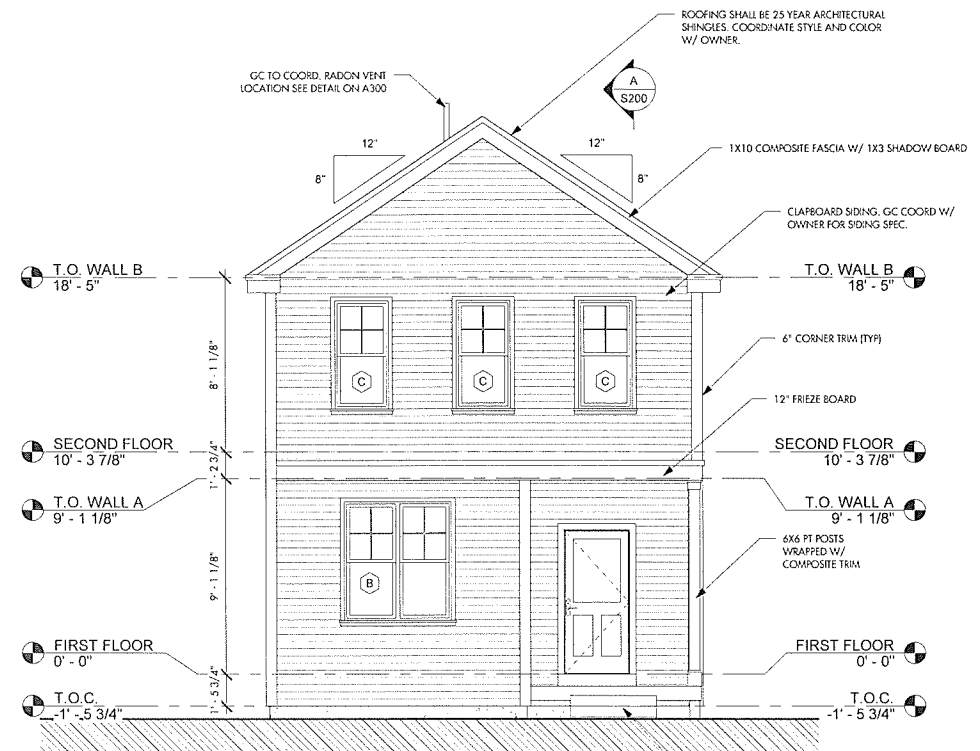 ROOFING SHALL BE 25 YEAR ARCHITECTURAL
SHINGLES. COORDINATE STYLE AND COLOR
W/ OWNER.
GC TO COORD. RADON VENT
LOCATION SEE DETAIL ON A300
A
S200
12"
8"
12"
8"
1X10 COMPOSITE FASCIA W/ 1X3 SHADOW BOARD
CLAPBOARD SIDING, GC COORD W/
OWNER FOR SIDING SPEC.
T.O. WALL B
18' - 5"
T.O. WALL B
18' - 5"
6" CORNER TRIM (TYP)
8' - 1 1/8"
C
C
C
12" FRIEZE BOARD
SECOND FLOOR
10' - 3 7/8"
SECOND FLOOR
10' - 3 7/8"
1' - 2 3/4"
T.O. WALL A
9' - 1 1/8"
T.O. WALL A
9' - 1 1/8"
6X6 PT POSTS
WRAPPED W/
COMPOSITE TRIM
9' - 1 1/8"
B
FIRST FLOOR
0' - 0"
FIRST FLOOR
0' - 0"
1' - 5 3/4"
T.O.C.
-1' - 5 3/4"
T.O.C.
-1' - 5 3/4"